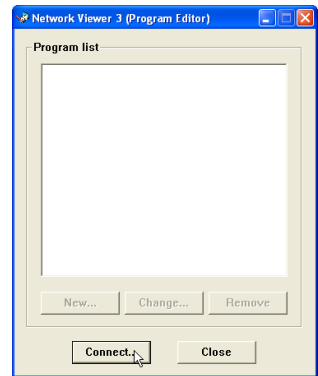 Network Viewer 3 (Program Editor)
Program list
New... Change... Remove
Connect... Close